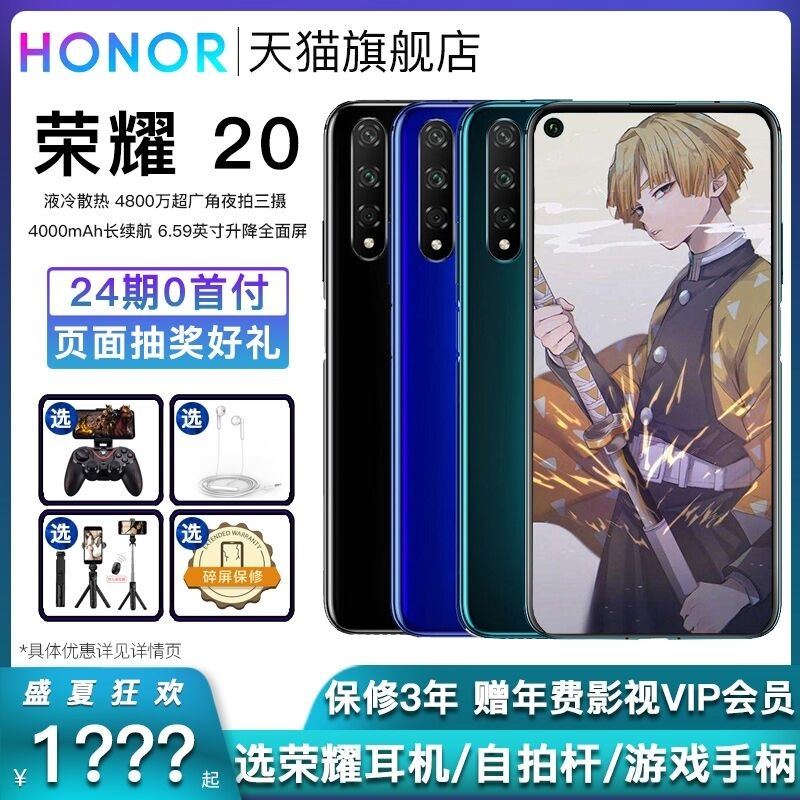 HONOR 天猫旗舰店
荣耀 20
液冷散热 4800万超广角夜拍三摄
4000mAh长续航 6.59英寸升降全面屏
24期0首付
页面抽奖好礼
选
选
选
选
EXTENDED WARRANTY
碎屏保修
*具体优惠详见详情页
盛夏狂欢
¥1???起
保修3年 赠年费影视VIP会员
选荣耀耳机/自拍杆/游戏手柄